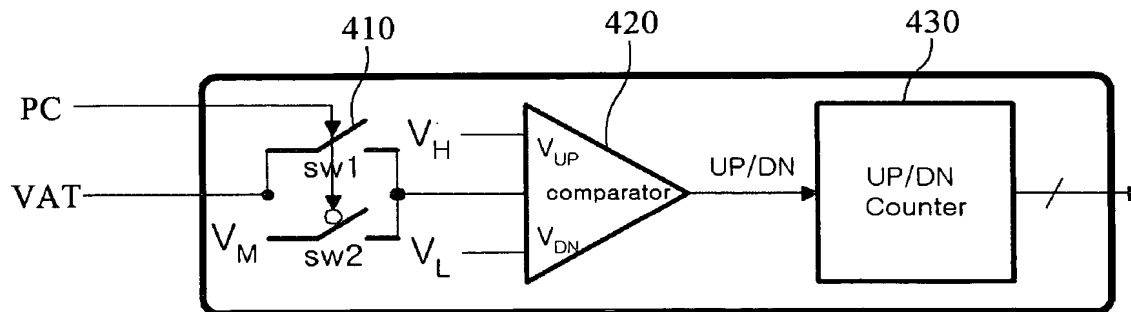 410
420
430
PC
VAT
sw1
V_M
sw2
V_H
V_L
V_UP
comparator
V_DN
UP/DN
UP/DN
Counter